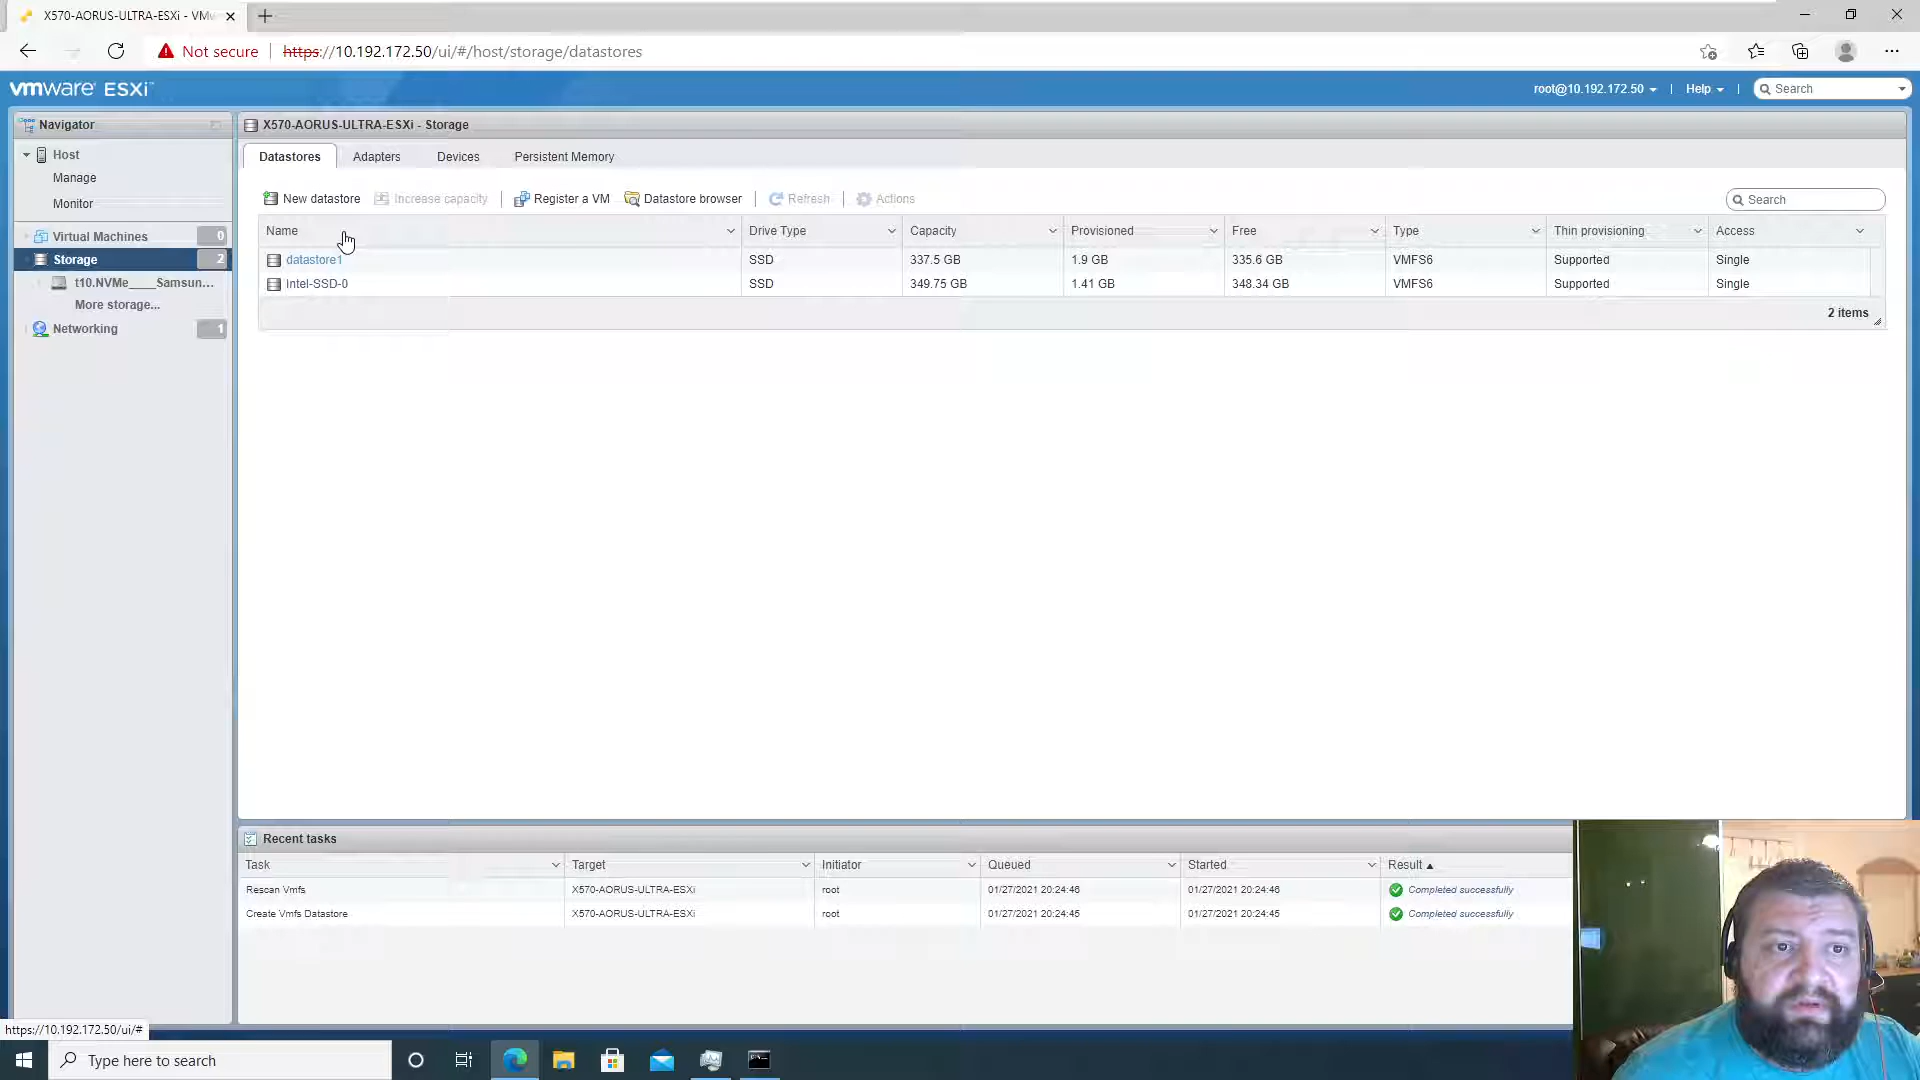 X570-AORUS-ULTRA-ESXi - VMw
Not secure https://10.192.172.50/ui/#/host/storage/datastores
vmware ESXi
root@10.192.172.50 | Help | Search
Navigator
Host
Manage
Monitor
Virtual Machines 0
Storage 2
t10.NVMe____Samsun...
More storage...
Networking 1
X570-AORUS-ULTRA-ESXi - Storage
Datastores Adapters Devices Persistent Memory
New datastore Increase capacity Register a VM Datastore browser Refresh Actions Search
Name Drive Type Capacity Provisioned Free Type Thin provisioning Access
datastore1 SSD 337.5 GB 1.9 GB 335.6 GB VMFS6 Supported Single
Intel-SSD-0 SSD 349.75 GB 1.41 GB 348.34 GB VMFS6 Supported Single
2 items
Recent tasks
Task Target Initiator Queued Started Result
Rescan Vmfs X570-AORUS-ULTRA-ESXi root 01/27/2021 20:24:46 01/27/2021 20:24:46 Completed successfully
Create Vmfs Datastore X570-AORUS-ULTRA-ESXi root 01/27/2021 20:24:45 01/27/2021 20:24:45 Completed successfully
https://10.192.172.50/ui/#
Type here to search